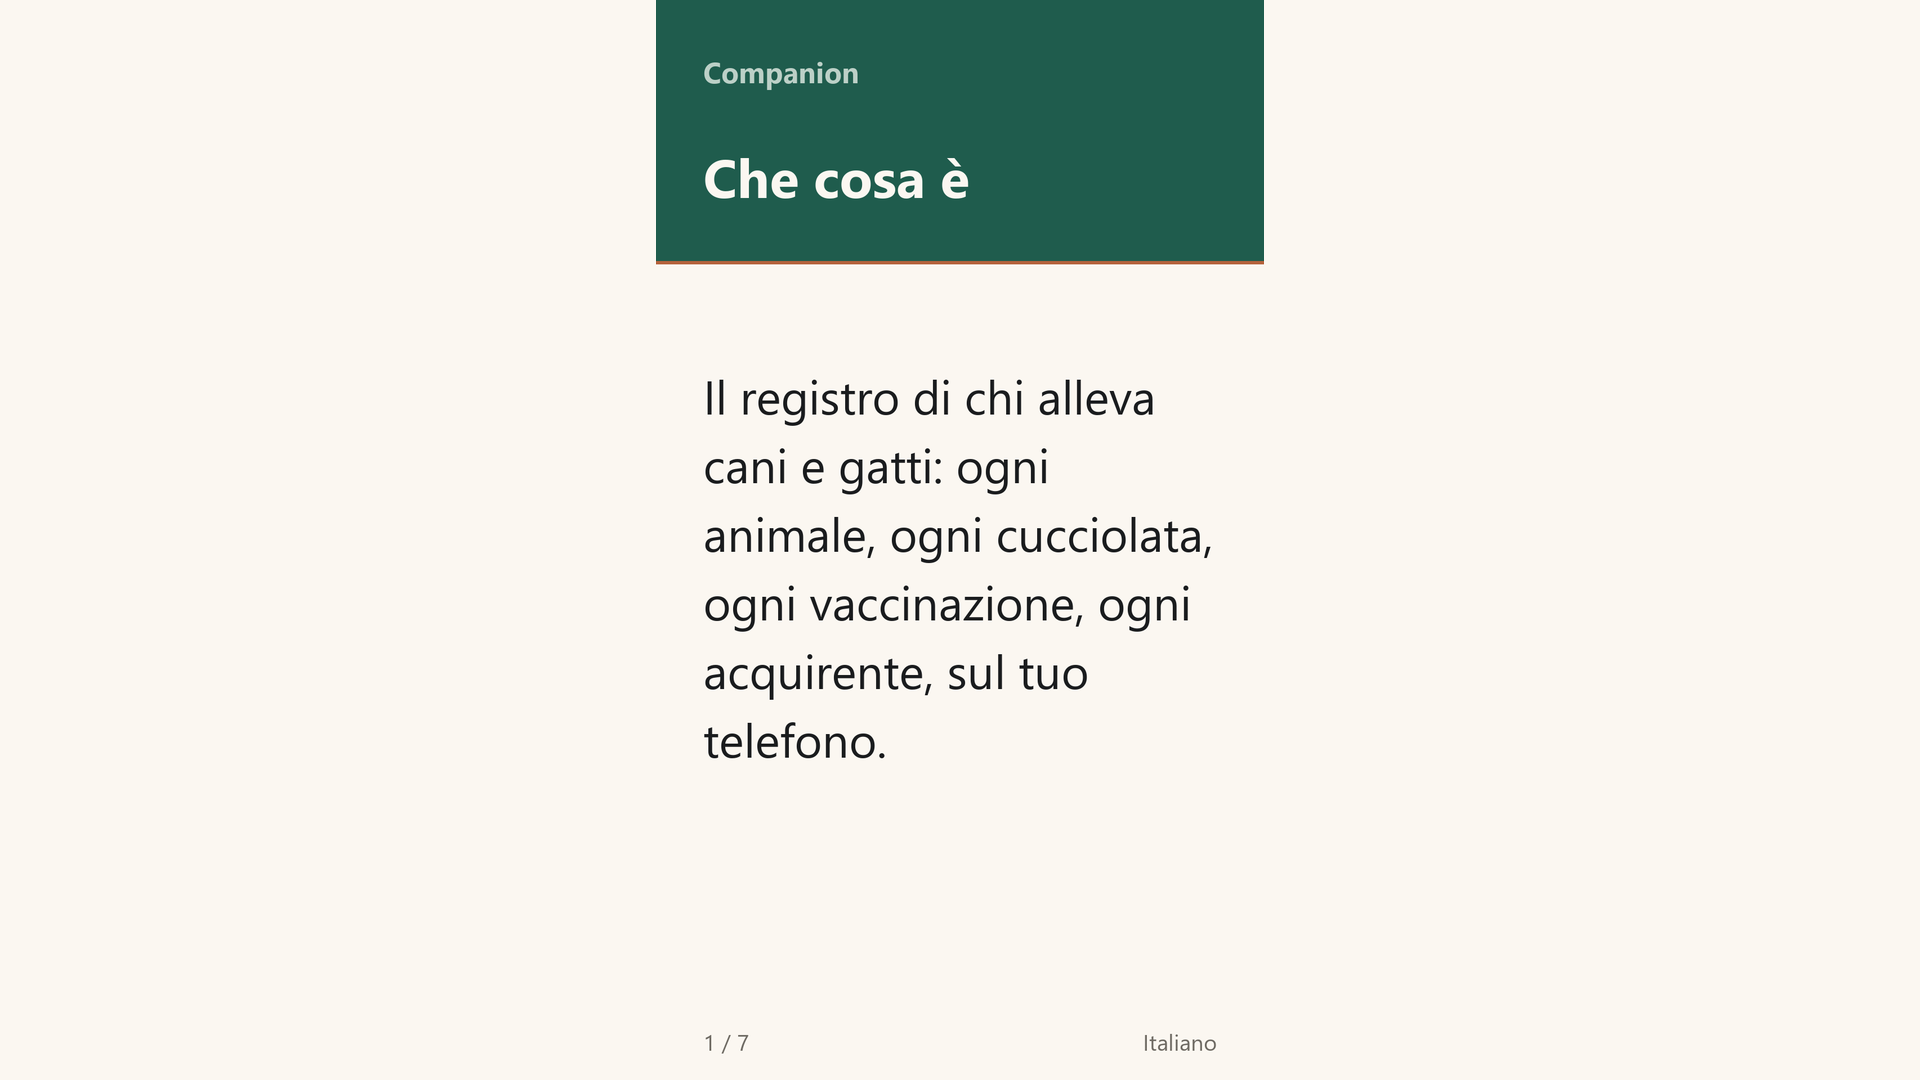 Companion
Che cosa è
Il registro di chi alleva
cani e gatti: ogni
animale, ogni cucciolata,
ogni vaccinazione, ogni
acquirente, sul tuo
telefono.
1 / 7
Italiano